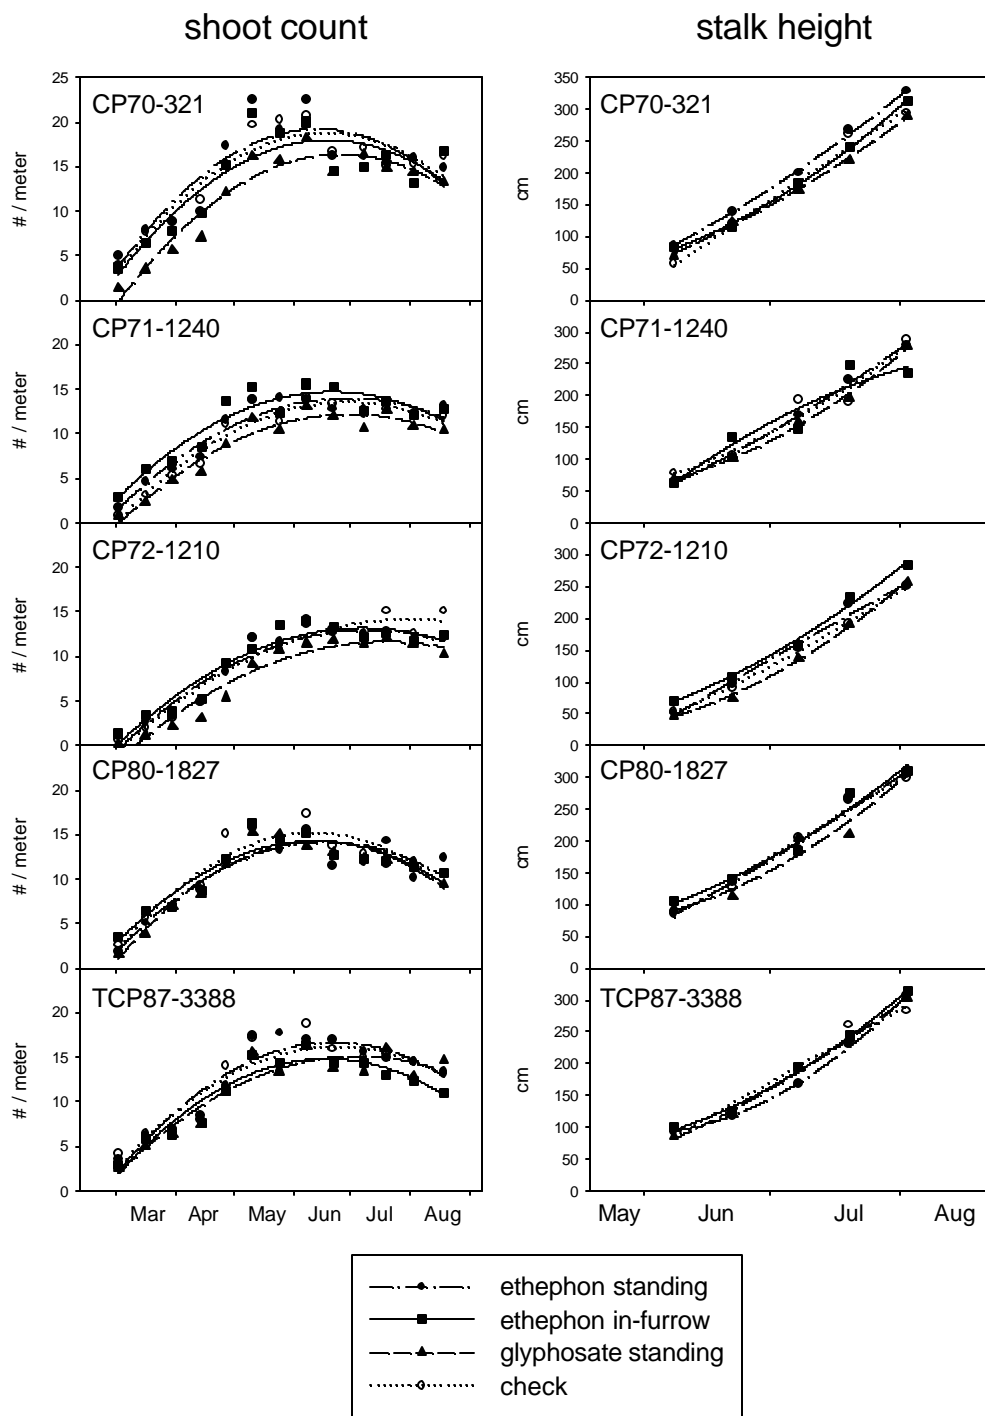 shoot count
stalk height
25
20
15
10
5
0
# / meter
CP70-321
350
300
250
200
150
100
50
0
cm
CP70-321
20
15
10
5
0
# / meter
CP71-1240
300
250
200
150
100
50
0
cm
CP71-1240
20
15
10
5
0
# / meter
CP72-1210
300
250
200
150
100
50
0
cm
CP72-1210
20
15
10
5
0
# / meter
CP80-1827
300
250
200
150
100
50
0
cm
CP80-1827
20
15
10
5
0
# / meter
TCP87-3388
300
250
200
150
100
50
0
cm
TCP87-3388
Mar Apr May Jun Jul Aug
May Jun Jul Aug
ethephon standing
ethephon in-furrow
glyphosate standing
check